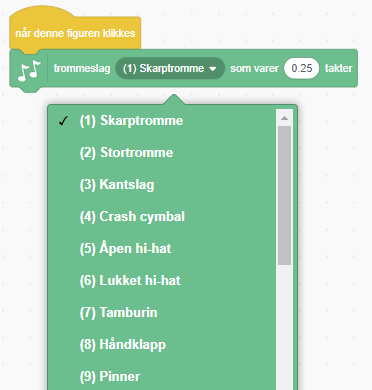 når denne figuren klikkes
trommeslag (1) Skarptromme som varer 0.25 takter
(1) Skarptromme
(2) Stortromme
(3) Kantslag
(4) Crash cymbal
(5) Åpen hi-hat
(6) Lukket hi-hat
(7) Tamburin
(8) Håndklapp
(9) Pinner